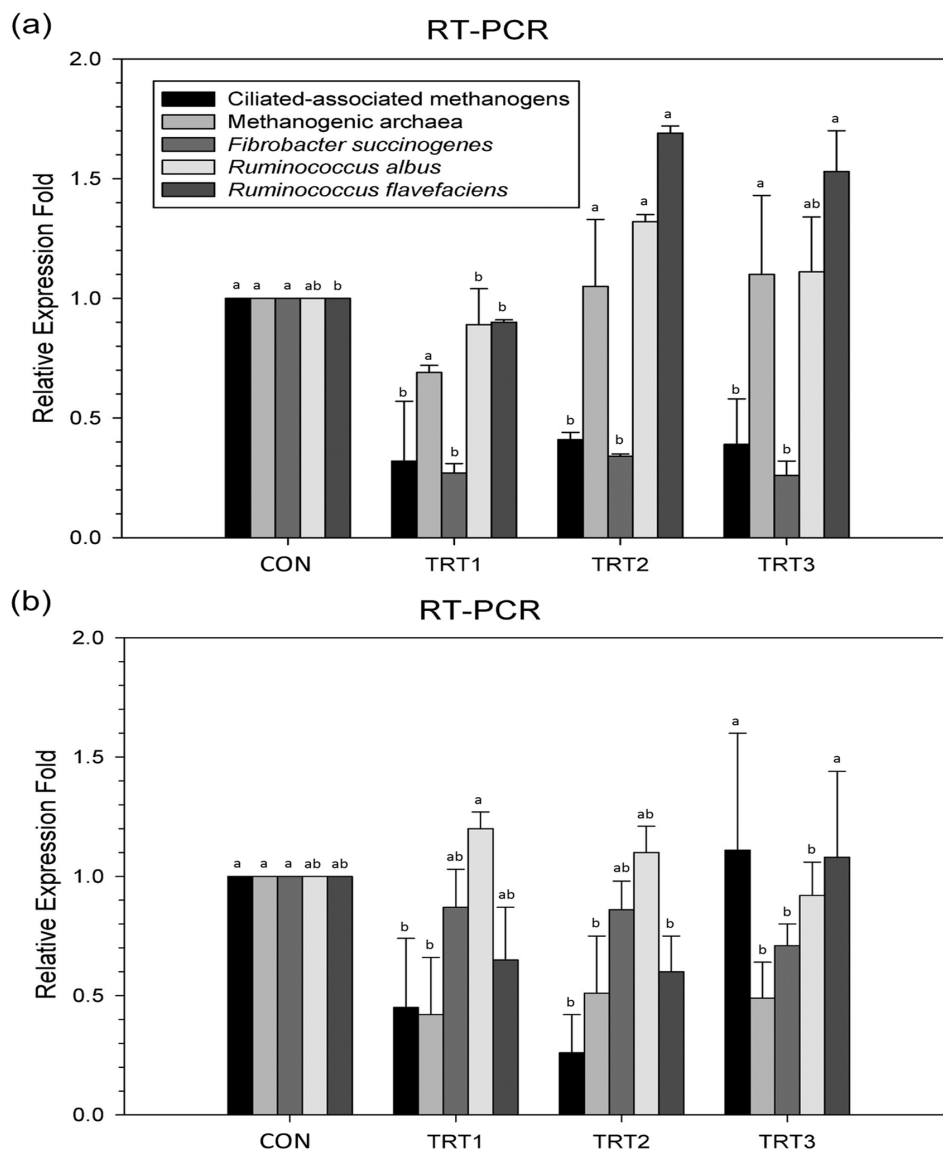 (a)
RT-PCR
2.0
1.5
1.0
0.5
0.0
Relative Expression Fold
Ciliated-associated methanogens
Methanogenic archaea
Fibrobacter succinogenes
Ruminococcus albus
Ruminococcus flavefaciens
a a a ab b
b a b b b
b a b a a
b a b ab a
CON TRT1 TRT2 TRT3
(b)
RT-PCR
2.0
1.5
1.0
0.5
0.0
Relative Expression Fold
a a a ab ab
b b ab a ab
b b ab ab b
a b b b a
CON TRT1 TRT2 TRT3